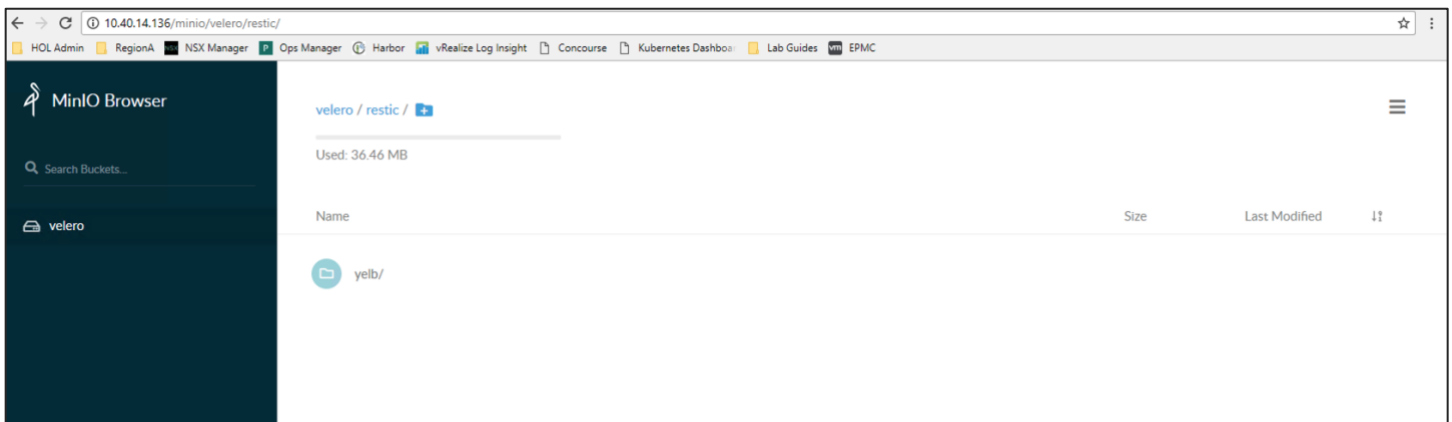 10.40.14.136/minio/velero/restic/
HOL Admin RegionA NSX NSX Manager P Ops Manager Harbor vRealize Log Insight Concourse Kubernetes Dashboa Lab Guides vm EPMC
MinIO Browser
Search Buckets...
velero
velero / restic /
Used: 36.46 MB
Name Size Last Modified
yelb/